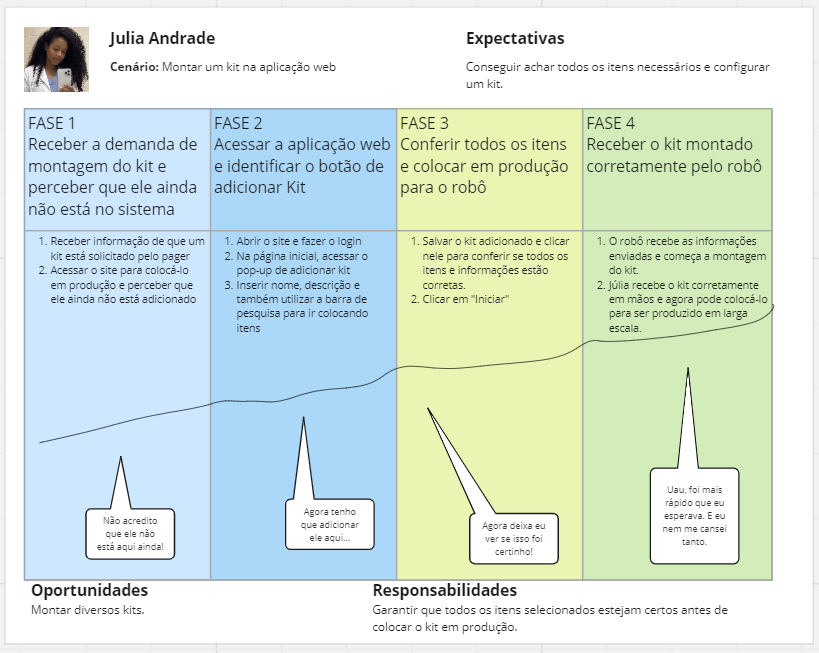 Julia Andrade
Cenário: Montar um kit na aplicação web
Expectativas
Conseguir achar todos os itens necessários e configurar
um kit.
FASE 1
Receber a demanda de
montagem do kit e
perceber que ele ainda
não está no sistema
FASE 2
Acessar a aplicação web
e identificar o botão de
adicionar Kit
FASE 3
Conferir todos os itens
e colocar em produção
para o robô
FASE 4
Receber o kit montado
corretamente pelo robô
1. Receber informação de que um
kit está solicitado pelo pager
2. Acessar o site para colocá-lo
em produção e perceber que
ele ainda não está adicionado
1. Abrir o site e fazer o login
2. Na página inicial, acessar o
pop-up de adicionar kit
3. Inserir nome, descrição e
também utilizar a barra de
pesquisa para ir colocando
itens
1. Salvar o kit adicionado e clicar
nele para conferir se todos os
itens e informações estão
corretas.
2. Clicar em "Iniciar"
1. O robô recebe as informações
enviadas e começa a montagem
do kit.
2. Júlia recebe o kit corretamente
em mãos e agora pode colocá-lo
para ser produzido em larga
escala.
Não acredito
que ele não
está aqui ainda!
Agora tenho
que adicionar
ele aqui...
Agora deixa eu
ver se isso foi
certinho!
Uau, foi mais
rápido que eu
esperava. E eu
nem me cansei
tanto.
Oportunidades
Montar diversos kits.
Responsabilidades
Garantir que todos os itens selecionados estejam certos antes de
colocar o kit em produção.